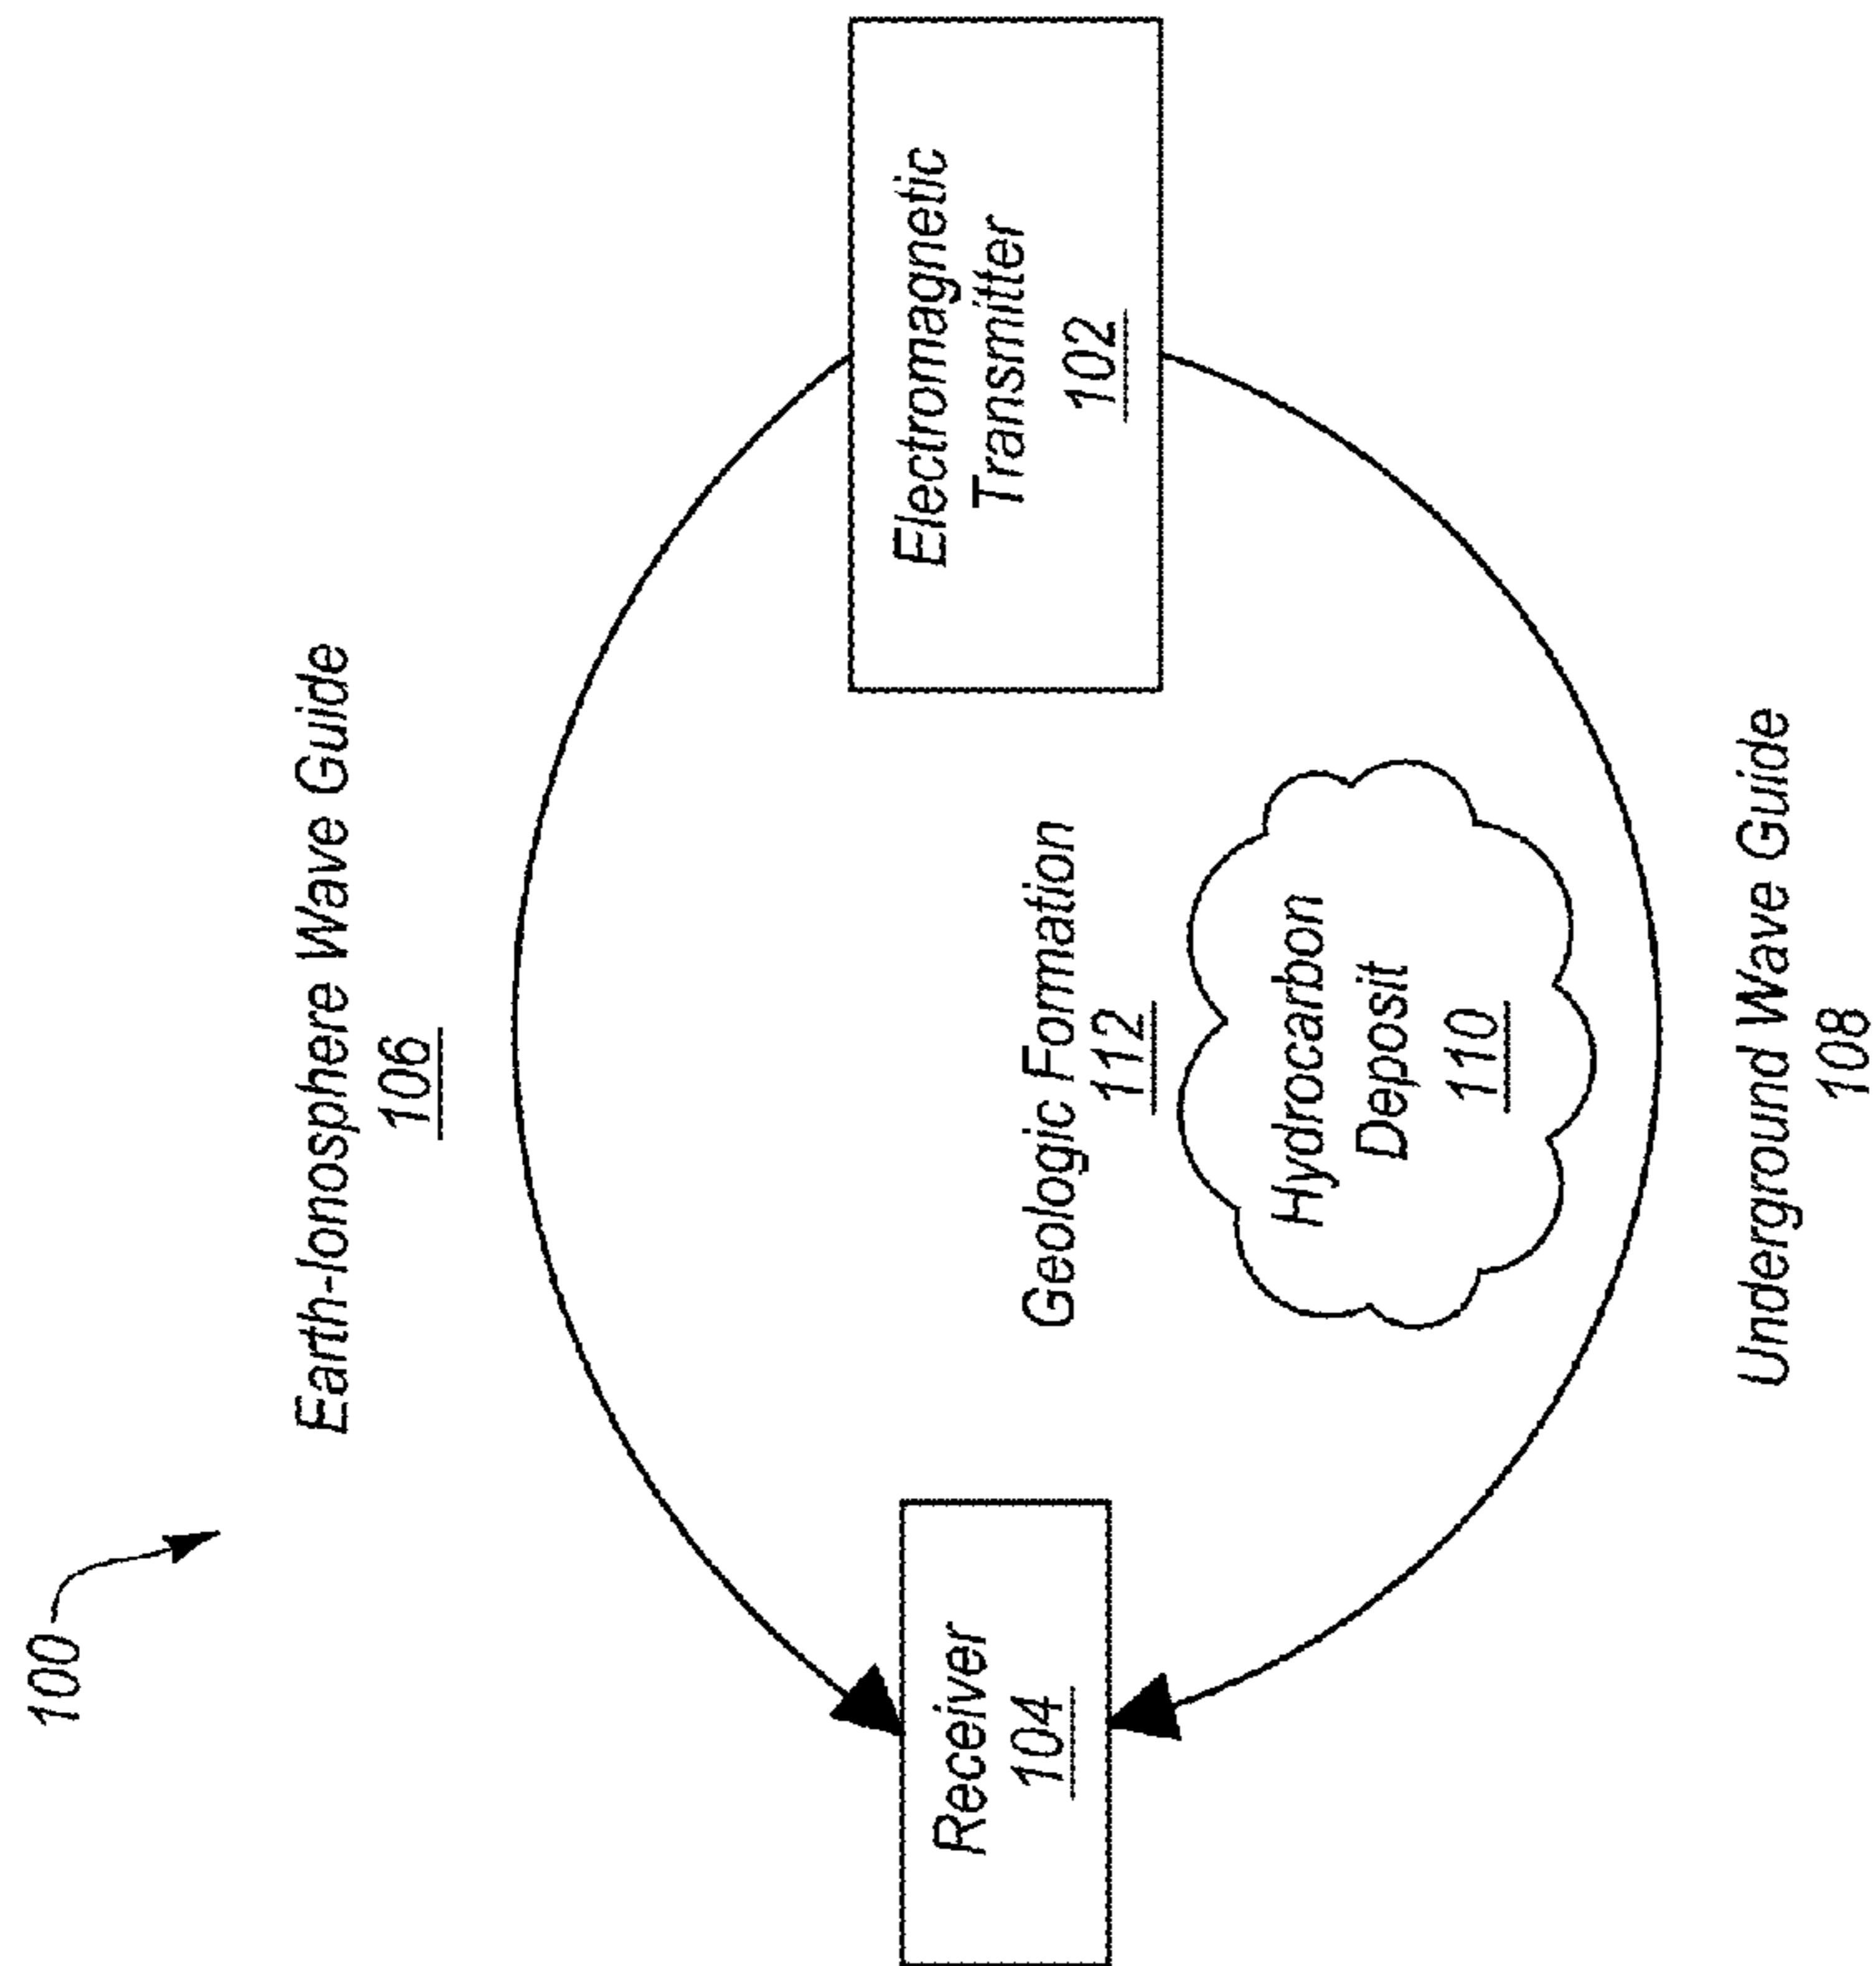 100
Earth-Ionosphere Wave Guide
106
Receiver
104
Electromagnetic
Transmitter
102
Geologic Formation
112
Hydrocarbon
Deposit
110
Underground Wave Guide
108